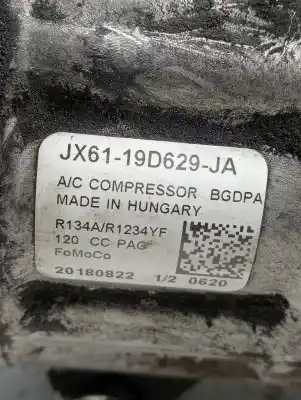 JX61-19D629-JA
A/C COMPRESSOR BGDPA
MADE IN HUNGARY
R134A/R1234YF
120 CC PAG
FoMoCo
20180822 1/2 0620